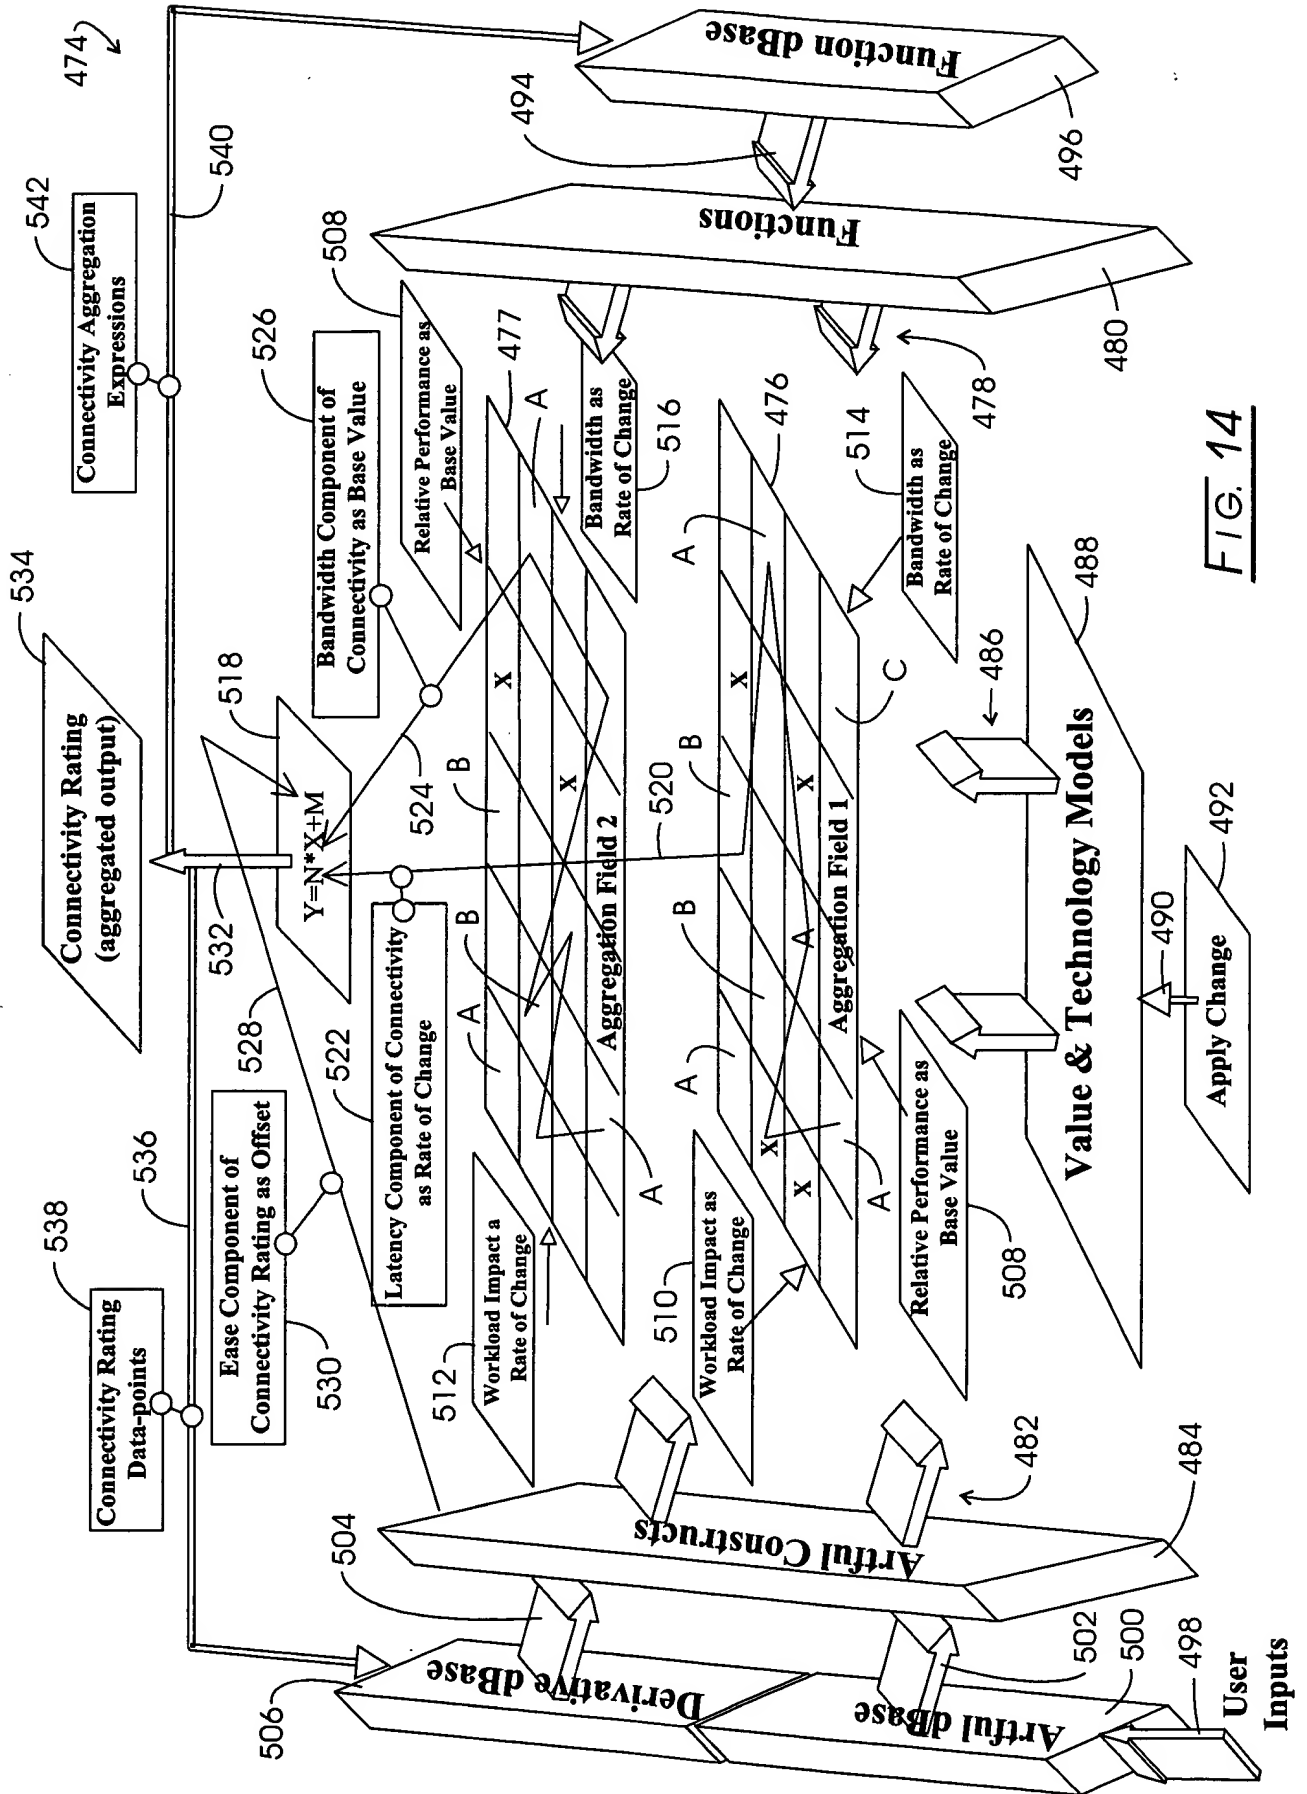 474
542
Connectivity Aggregation
Expressions
540
534
Connectivity Rating
(aggregated output)
532
518
Y=N*X+M
526
Bandwidth Component of
Connectivity as Base Value
524
508
Relative Performance as
Base Value
477
A
Bandwidth as
Rate of Change
516
538
Connectivity Rating
Data-points
536
528
Ease Component of
Connectivity Rating as Offset
530
522
Latency Component of Connectivity
as Rate of Change
520
512
Workload Impact a
Rate of Change
A
B
B
X
B
X
A
Aggregation Field 2
510
Workload Impact as
Rate of Change
A
B
B
A
476
X
X
X
A
X
A
C
Aggregation Field 1
514
Bandwidth as
Rate of Change
508
Relative Performance as
Base Value
478
494
Function dBase
496
Functions
480
506
Derivative dBase
504
Artful Constructs
482
484
Artful dBase
502
500
498
User
Inputs
486
488
Value & Technology Models
490
492
Apply Change
FIG. 14